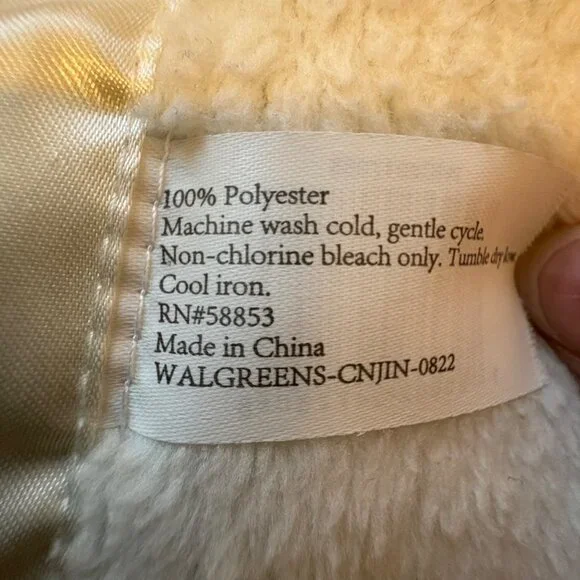 100% Polyester
Machine wash cold, gentle cycle.
Non-chlorine bleach only. Tumble dry low
Cool iron.
RN#58853
Made in China
WALGREENS-CNJIN-0822